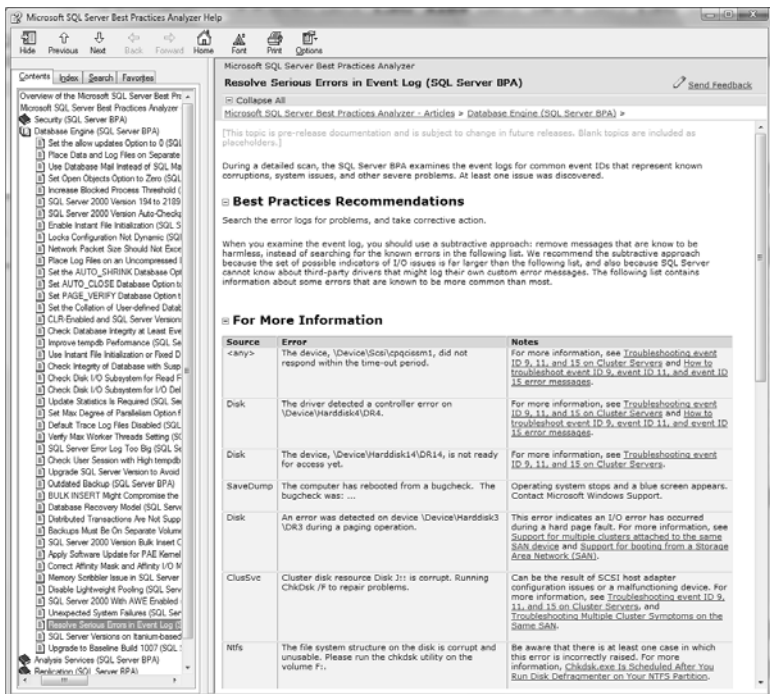 Microsoft SQL Server Best Practices Analyzer Help
Hide Previous Next Back Forward Home Font Print Options
Contents Index Search Favorites
Overview of the Microsoft SQL Server Best Pra
Microsoft SQL Server Best Practices Analyzer
Security (SQL Server BPA)
Database Engine (SQL Server BPA)
Set the allow updates Option to 0 (SQL
Place Data and Log Files on Separate
Use Database Mail Instead of SQL Ma
Set Open Objects Option to Zero (SQL
Increase Blocked Process Threshold (
SQL Server 2000 Version 194 to 2189
SQL Server 2000 Version Auto-Checkp
Enable Instant File Initialization (SQL S
Locks Configuration Not Dynamic (SQl
Network Packet Size Should Not Exce
Place Log Files on an Uncompressed
Set the AUTO_SHRINK Database Opt
Set AUTO_CLOSE Database Option to
Set PAGE_VERIFY Database Option t
Set the Collation of User-defined Datab
CLR-Enabled and SQL Server Version
Check Database Integrity at Least Eve
Improve tempdb Performance (SQL Se
Use Instant File Initialization or Fixed D
Check Integrity of Database with Susp
Check Disk I/O Subsystem for Read F
Check Disk I/O Subsystem for I/O Del
Update Statistics Is Required (SQL Ser
Set Max Degree of Parallelism Option f
Default Trace Log Files Disabled (SQL
Verify Max Worker Threads Setting (SQ
SQL Server Error Log Too Big (SQL Se
Check User Session with High tempdb
Upgrade SQL Server Version to Avoid
Outdated Backup (SQL Server BPA)
BULK INSERT Might Compromise the
Database Recovery Model (SQL Serve
Distributed Transactions Are Not Supp
Backups Must Be On Separate Volume
SQL Server 2000 Version Bulk Insert C
Apply Software Update for PAE Kernel
Correct Affinity Mask and Affinity I/O M
Memory Scribbler Issue in SQL Server
Disable Lightweight Pooling (SQL Serv
SQL Server 2000 With AWE Enabled
Unexpected System Failures (SQL Ser
Resolve Serious Errors in Event Log (S
SQL Server Versions on Itanium-based
Upgrade to Baseline Build 1007 (SQL
Analysis Services (SQL Server BPA)
Replication (SQL Server BPA)
Microsoft SQL Server Best Practices Analyzer
Resolve Serious Errors in Event Log (SQL Server BPA)
Send Feedback
Collapse All
Microsoft SQL Server Best Practices Analyzer - Articles > Database Engine (SQL Server BPA) >
[This topic is pre-release documentation and is subject to change in future releases. Blank topics are included as
placeholders.]
During a detailed scan, the SQL Server BPA examines the event logs for common event IDs that represent known
corruptions, system issues, and other severe problems. At least one issue was discovered.
Best Practices Recommendations
Search the error logs for problems, and take corrective action.
When you examine the event log, you should use a subtractive approach: remove messages that are know to be
harmless, instead of searching for the known errors in the following list. We recommend the subtractive approach
because the set of possible indicators of I/O issues is far larger than the following list, and also because SQL Server
cannot know about third-party drivers that might log their own custom error messages. The following list contains
information about some errors that are known to be more common than most.
For More Information
Source Error Notes
<any> The device, \Device\Scsi\cpqcissm1, did not For more information, see Troubleshooting event
respond within the time-out period. ID 9, 11, and 15 on Cluster Servers and How to
troubleshoot event ID 9, event ID 11, and event ID
15 error messages.
Disk The driver detected a controller error on For more information, see Troubleshooting event
\Device\Harddisk4\DR4. ID 9, 11, and 15 on Cluster Servers and How to
troubleshoot event ID 9, event ID 11, and event ID
15 error messages.
Disk The device, \Device\Harddisk14\DR14, is not ready For more information, see Troubleshooting event
for access yet. ID 9, 11, and 15 on Cluster Servers.
SaveDump The computer has rebooted from a bugcheck. The Operating system stops and a blue screen appears.
bugcheck was: ... Contact Microsoft Windows Support.
Disk An error was detected on device \Device\Harddisk3 This error indicates an I/O error has occurred
\DR3 during a paging operation. during a hard page fault. For more information, see
Support for multiple clusters attached to the same
SAN device and Support for booting from a Storage
Area Network (SAN).
ClusSvc Cluster disk resource Disk J:: is corrupt. Running Can be the result of SCSI host adapter
ChkDsk /F to repair problems. configuration issues or a malfunctioning device. For
more information, see Troubleshooting event ID 9,
11, and 15 on Cluster Servers, and
Troubleshooting Multiple Cluster Symptoms on the
Same SAN.
Ntfs The file system structure on the disk is corrupt and Be aware that there is at least one case in which
unusable. Please run the chkdsk utility on the this error is incorrectly raised. For more
volume F:. information, Chkdsk.exe Is Scheduled After You
Run Disk Defragmenter on Your NTFS Partition.